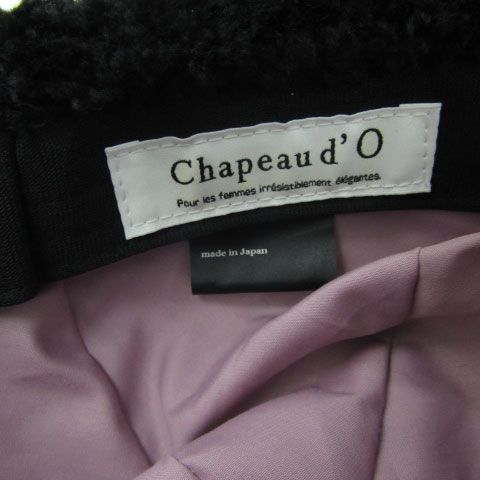 Chapeau d'O
Pour les femmes irrésistiblement élégantes.
made in Japan